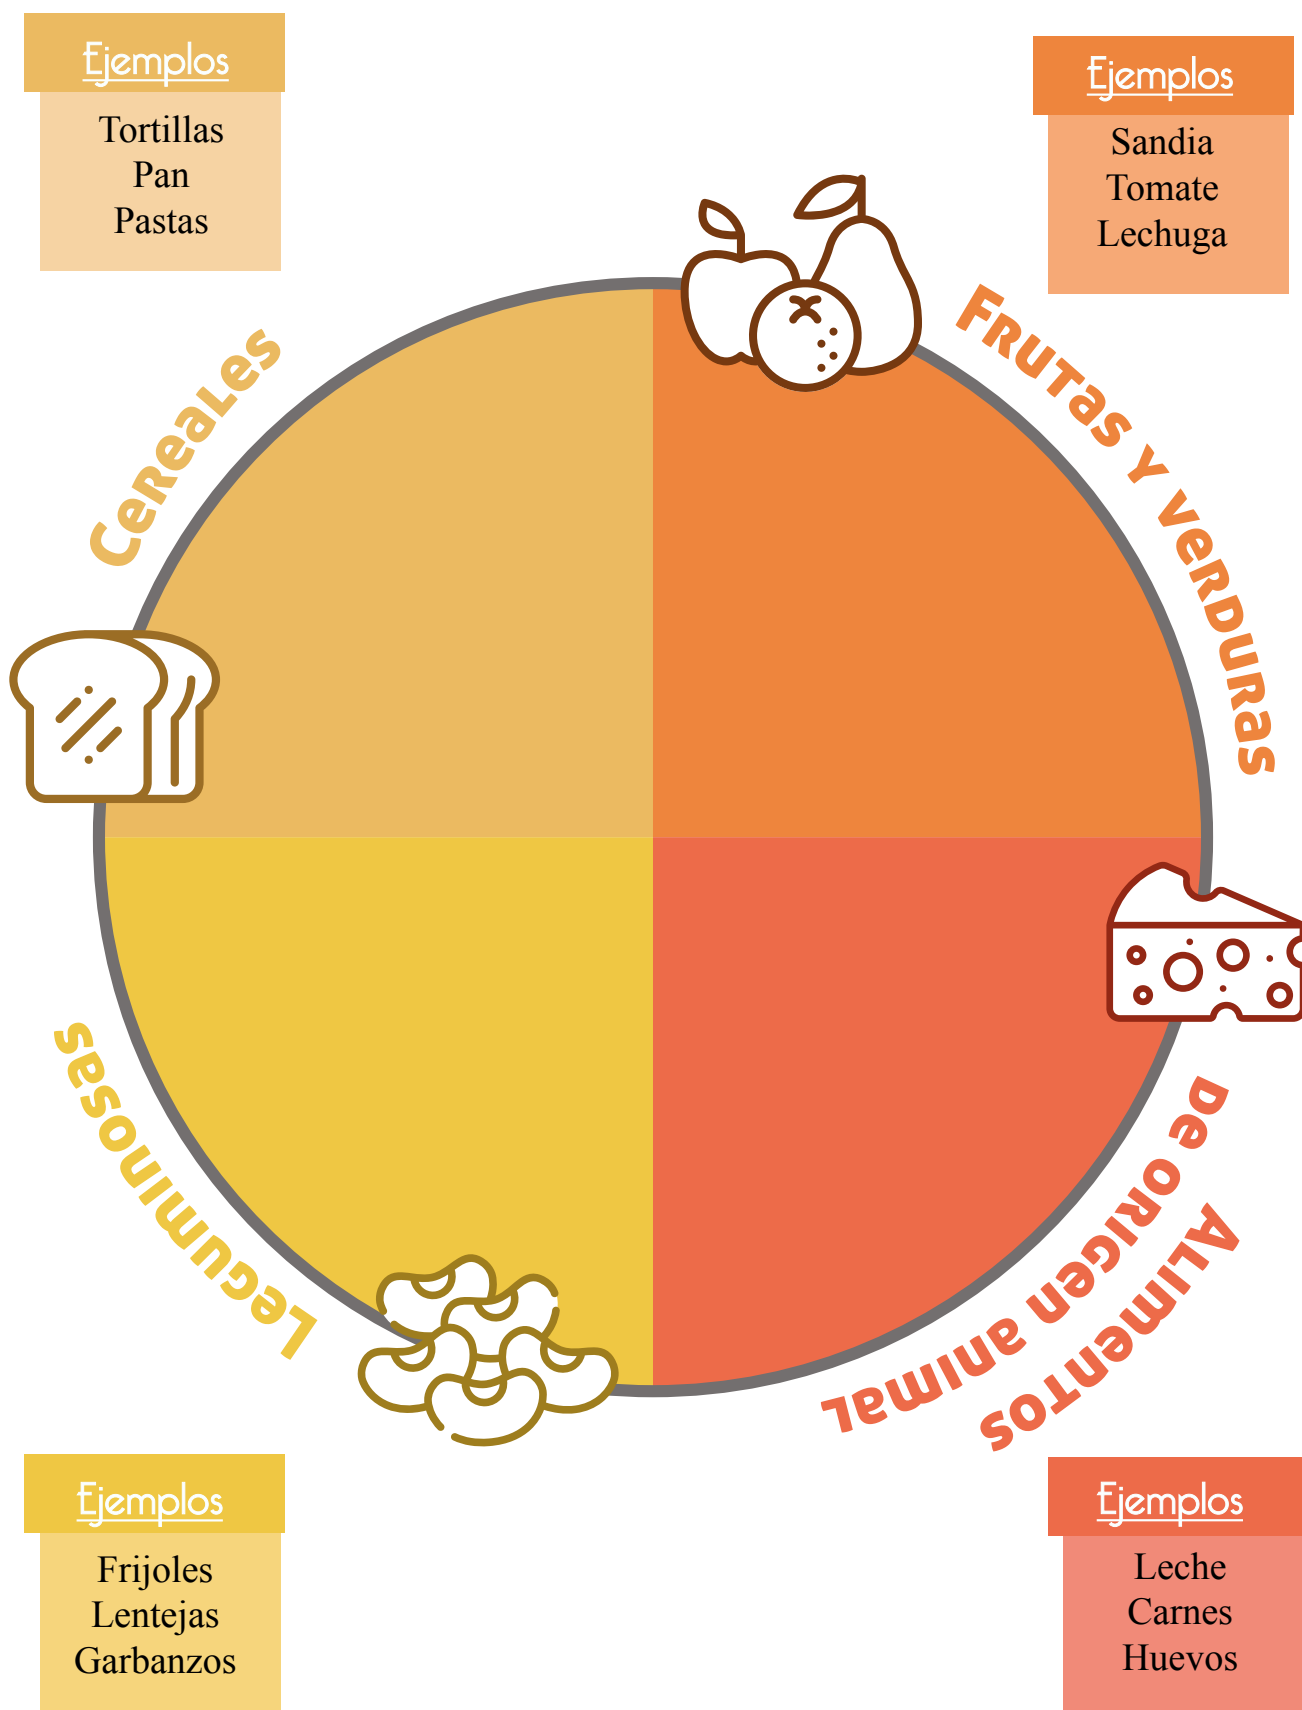 Ejemplos
Tortillas
Pan
Pastas
Ejemplos
Sandia
Tomate
Lechuga
Cereales
Frutas y verduras
Leguminosas
Alimentos
De origen animal
Ejemplos
Frijoles
Lentejas
Garbanzos
Ejemplos
Leche
Carnes
Huevos